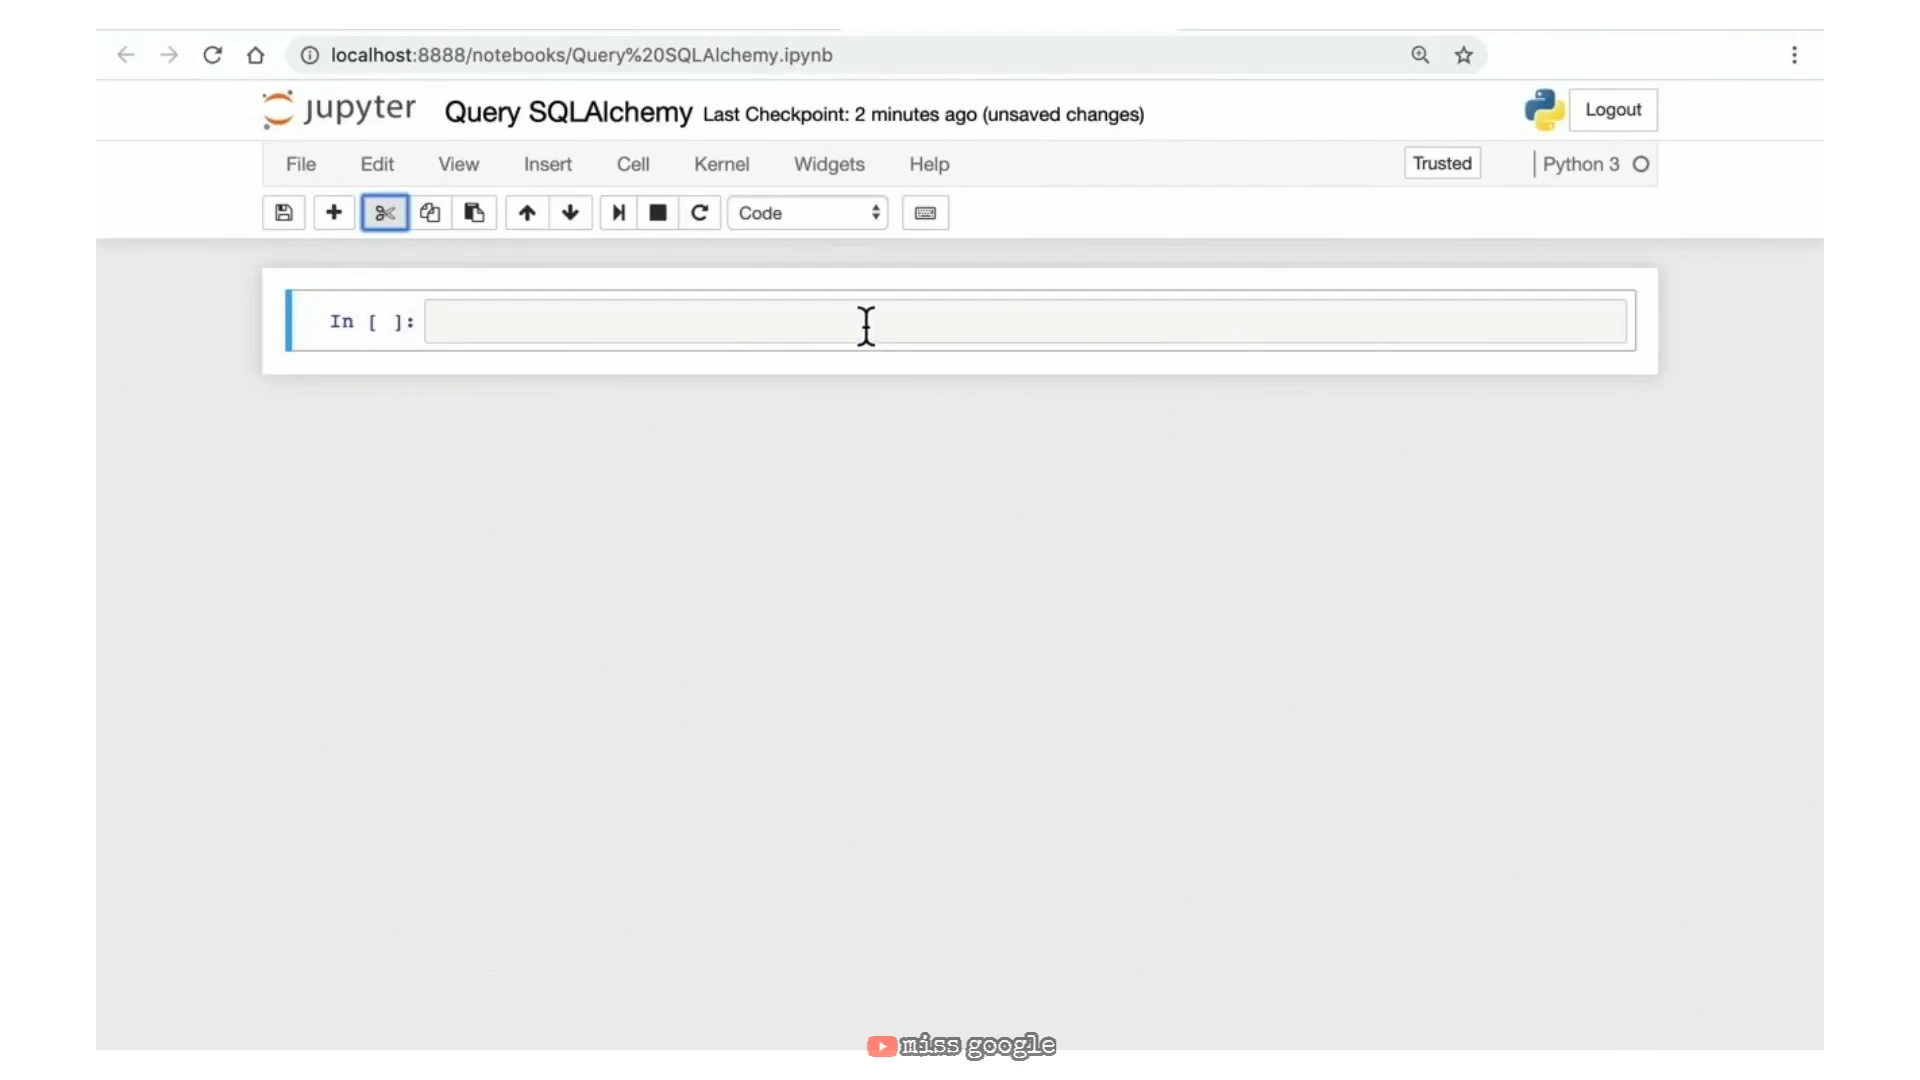 localhost:8888/notebooks/Query%20SQLAlchemy.ipynb
jupyter Query SQLAlchemy Last Checkpoint: 2 minutes ago (unsaved changes) Logout
File Edit View Insert Cell Kernel Widgets Help Trusted Python 3
Code
In [ ]:
miss google